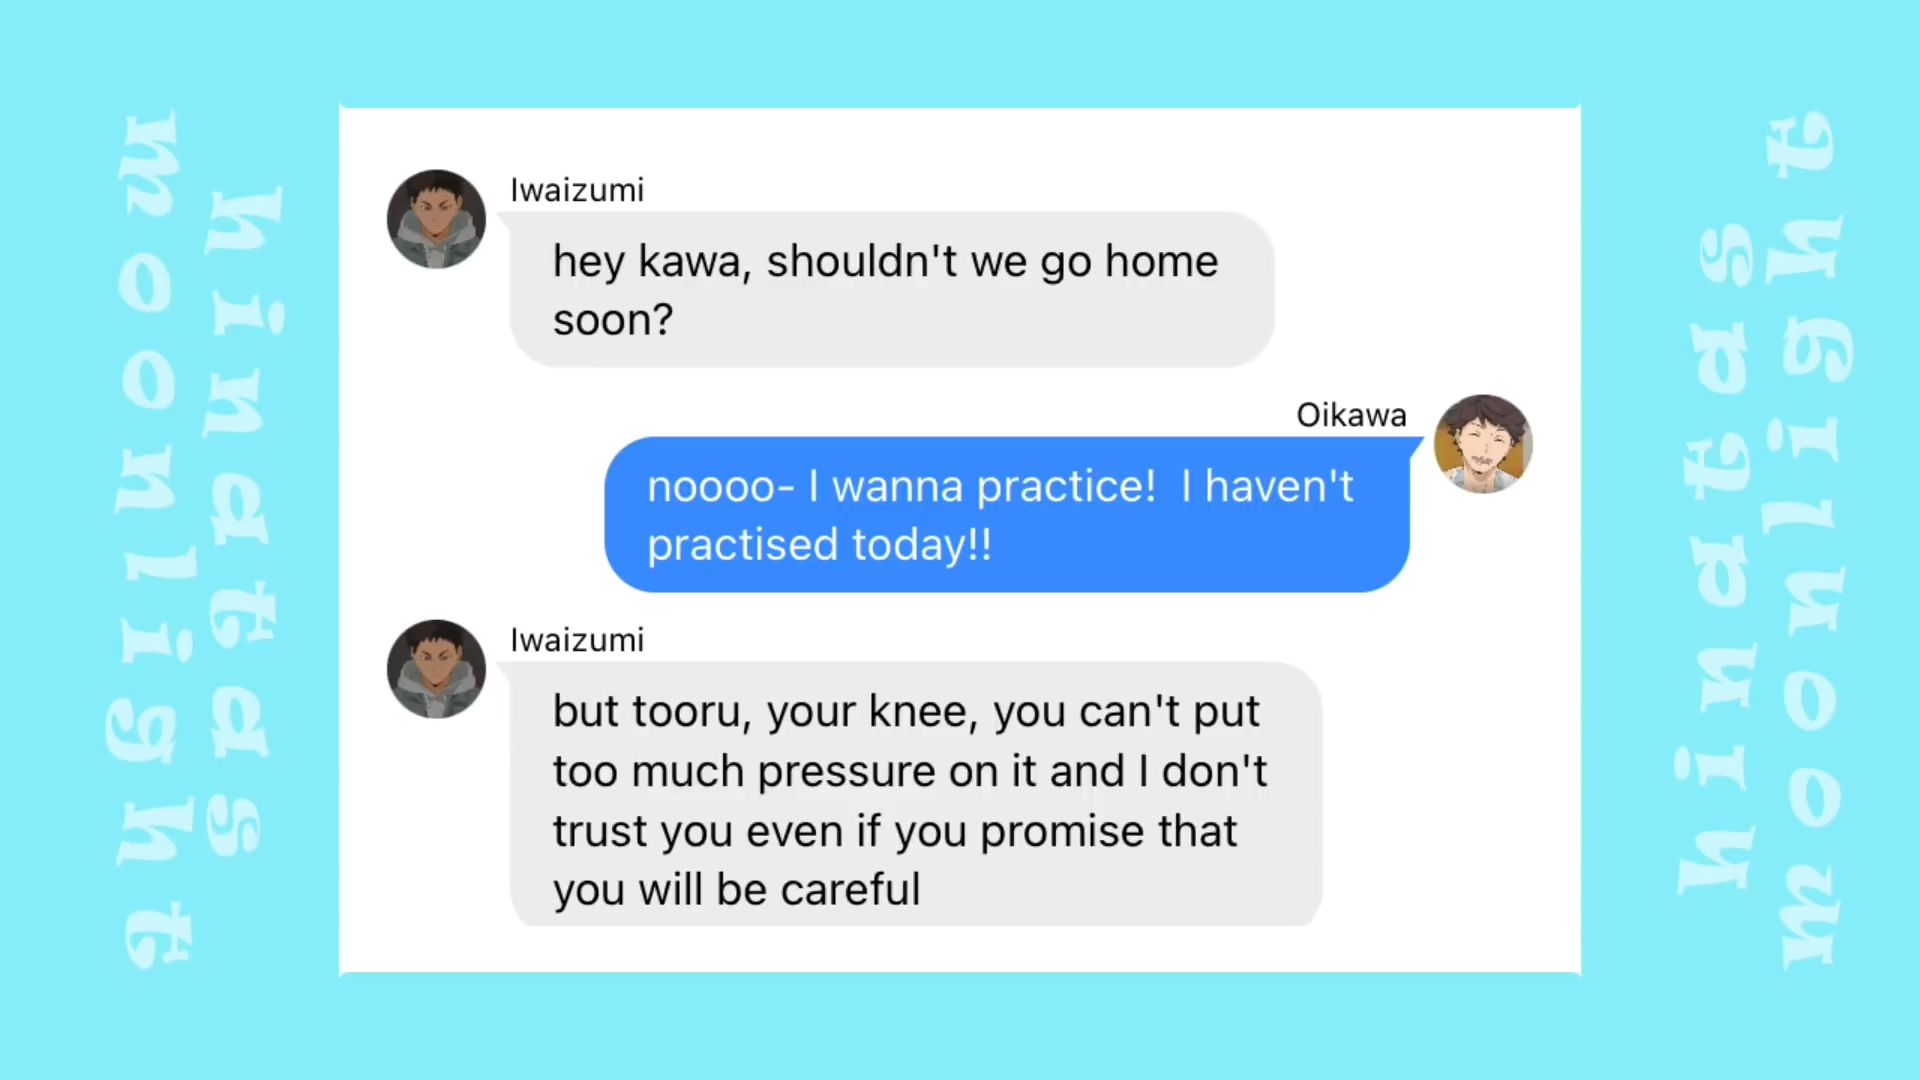 hinatas
moonlight
Iwaizumi
hey kawa, shouldn't we go home
soon?
Oikawa
noooo- I wanna practice!  I haven't
practised today!!
Iwaizumi
but tooru, your knee, you can't put
too much pressure on it and I don't
trust you even if you promise that
you will be careful
hinatas
moonlight